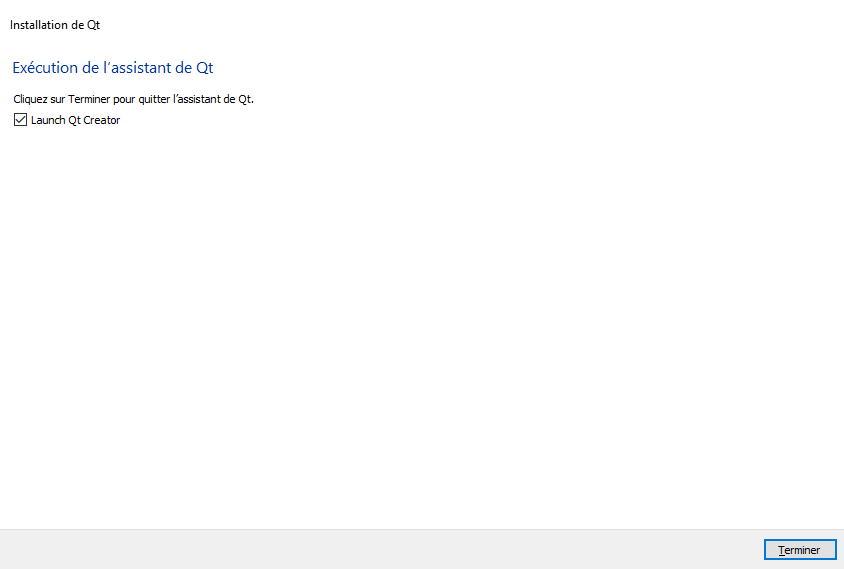 Installation de Qt
Exécution de l'assistant de Qt
Cliquez sur Terminer pour quitter l'assistant de Qt.
Launch Qt Creator
Terminer